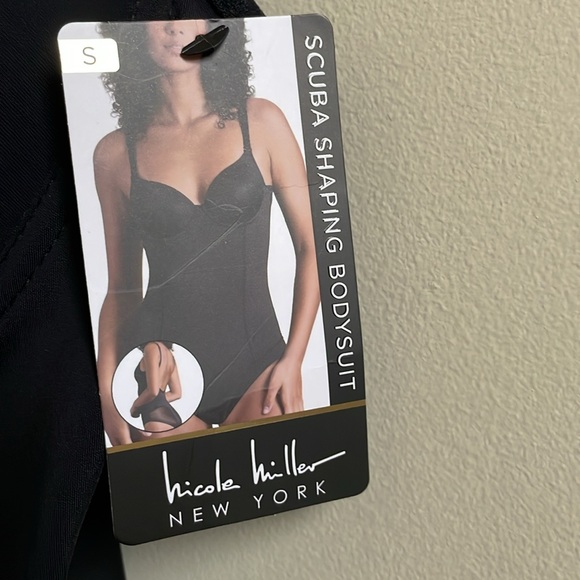 S
SCUBA SHAPING BODYSUIT
nicole miller
NEW YORK